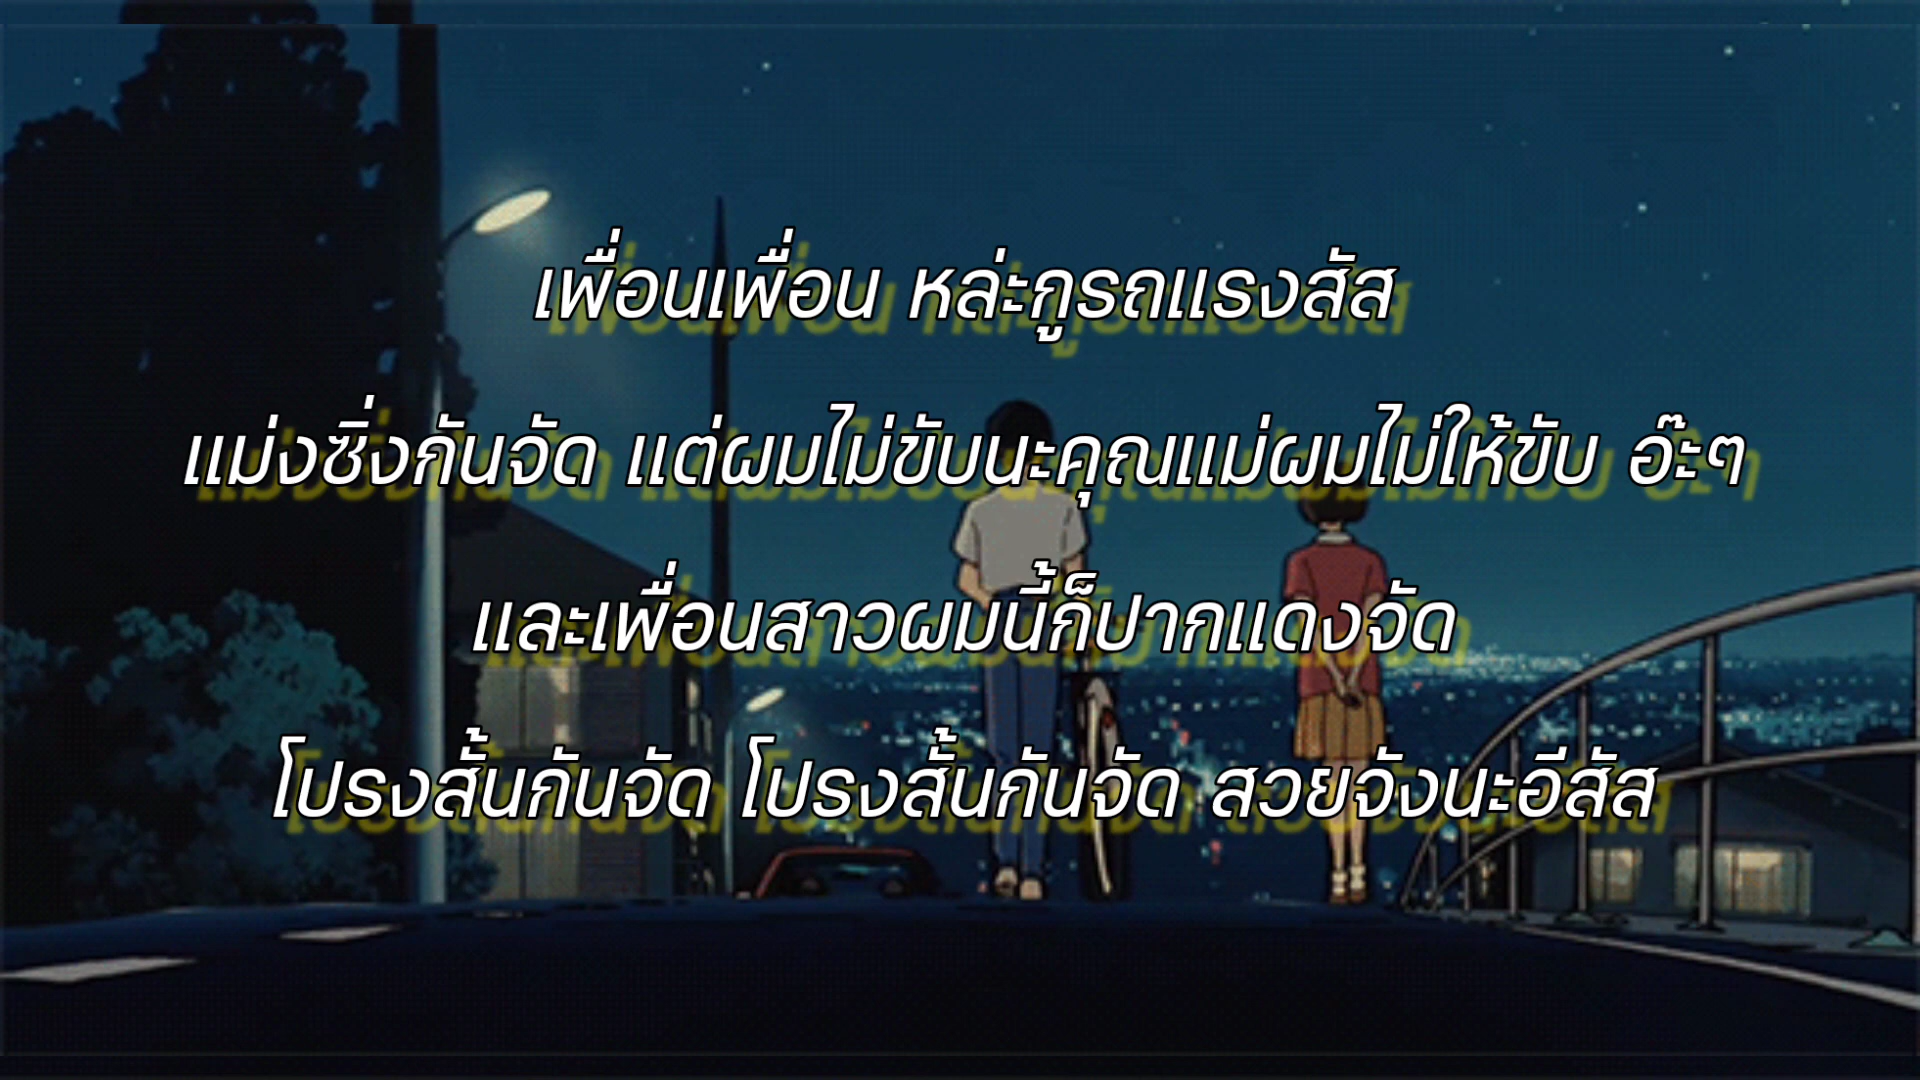 เพื่อนเพื่อน หล่ะกูรถแรงสัส
แม่งซิ่งกันจัด แต่ผมไม่ขับนะคุณแม่ผมไม่ให้ขับ อ๊ะๆ
และเพื่อนสาวผมนี้ก็ปากแดงจัด
โปรงสั้นกันจัด โปรงสั้นกันจัด สวยจังนะอีสัส